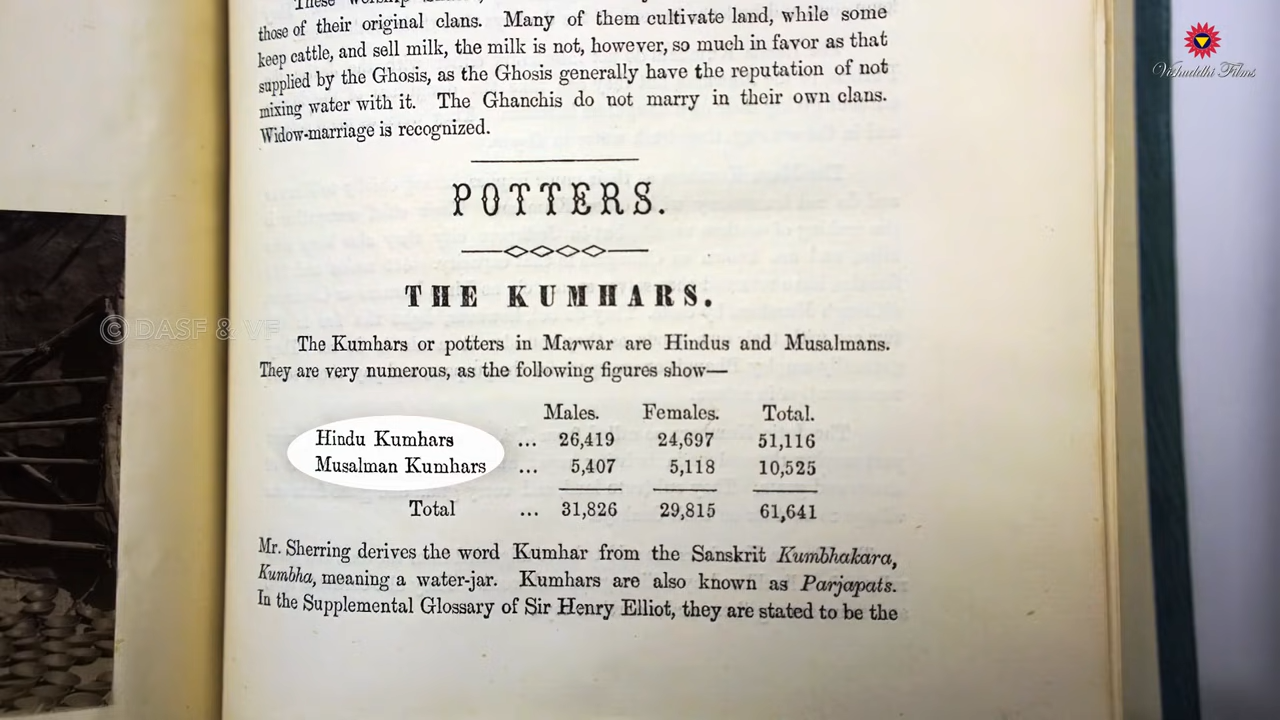 those of their original clans. Many of them cultivate land, while some
keep cattle, and sell milk, the milk is not, however, so much in favor as that
supplied by the Ghosis, as the Ghosis generally have the reputation of not
mixing water with it. The Ghanchis do not marry in their own clans.
Widow-marriage is recognized.
POTTERS.
THE KUMHARS.
The Kumhars or potters in Marwar are Hindus and Musalmans.
They are very numerous, as the following figures show—
Males. Females. Total.
Hindu Kumhars ... 26,419 24,697 51,116
Musalman Kumhars ... 5,407 5,118 10,525
Total ... 31,826 29,815 61,641
Mr. Sherring derives the word Kumhar from the Sanskrit Kumbhakara,
Kumbha, meaning a water-jar. Kumhars are also known as Parjapats.
In the Supplemental Glossary of Sir Henry Elliot, they are stated to be the
Vishuddhi Films
© DASF & VF